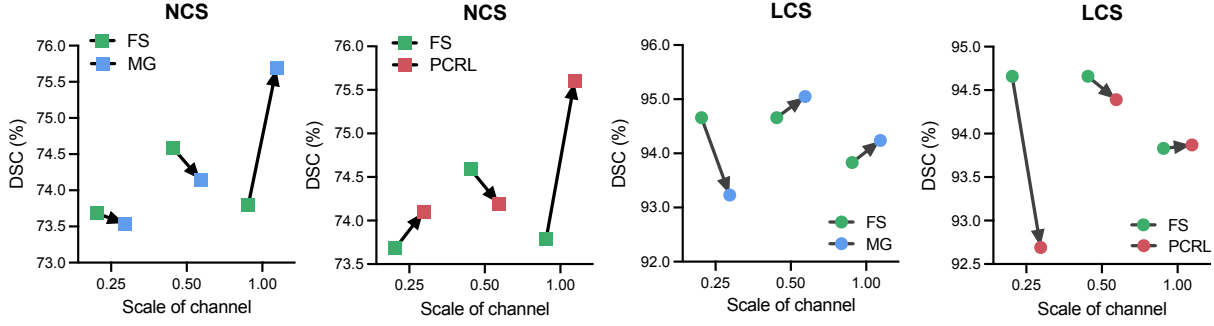 NCS
FS
MG
76.0
75.5
75.0
74.5
74.0
73.5
73.0
DSC (%)
0.25
0.50
1.00
Scale of channel
NCS
FS
PCRL
76.0
75.5
75.0
74.5
74.0
73.5
DSC (%)
0.25
0.50
1.00
Scale of channel
LCS
96.0
95.0
94.0
93.0
92.0
DSC (%)
FS
MG
0.25
0.50
1.00
Scale of channel
LCS
95.0
94.5
94.0
93.5
93.0
92.5
DSC (%)
FS
PCRL
0.25
0.50
1.00
Scale of channel